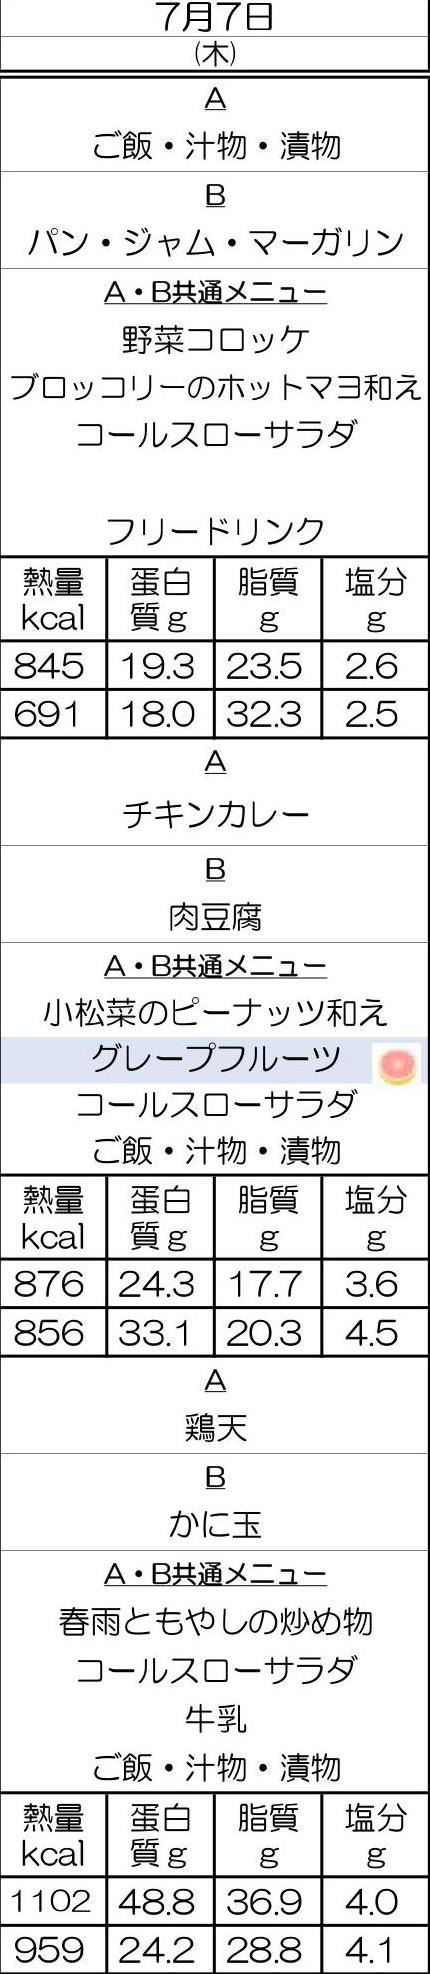 7月7日
(木)
A
ご飯・汁物・漬物
B
パン・ジャム・マーガリン
A・B共通メニュー
野菜コロッケ
ブロッコリーのホットマヨ和え
コールスローサラダ
フリードリンク
熱量 蛋白 脂質 塩分
kcal 質g g g
845 19.3 23.5 2.6
691 18.0 32.3 2.5
A
チキンカレー
B
肉豆腐
A・B共通メニュー
小松菜のピーナッツ和え
グレープフルーツ
コールスローサラダ
ご飯・汁物・漬物
熱量 蛋白 脂質 塩分
kcal 質g g g
876 24.3 17.7 3.6
856 33.1 20.3 4.5
A
鶏天
B
かに玉
A・B共通メニュー
春雨ともやしの炒め物
コールスローサラダ
牛乳
ご飯・汁物・漬物
熱量 蛋白 脂質 塩分
kcal 質g g g
1102 48.8 36.9 4.0
959 24.2 28.8 4.1